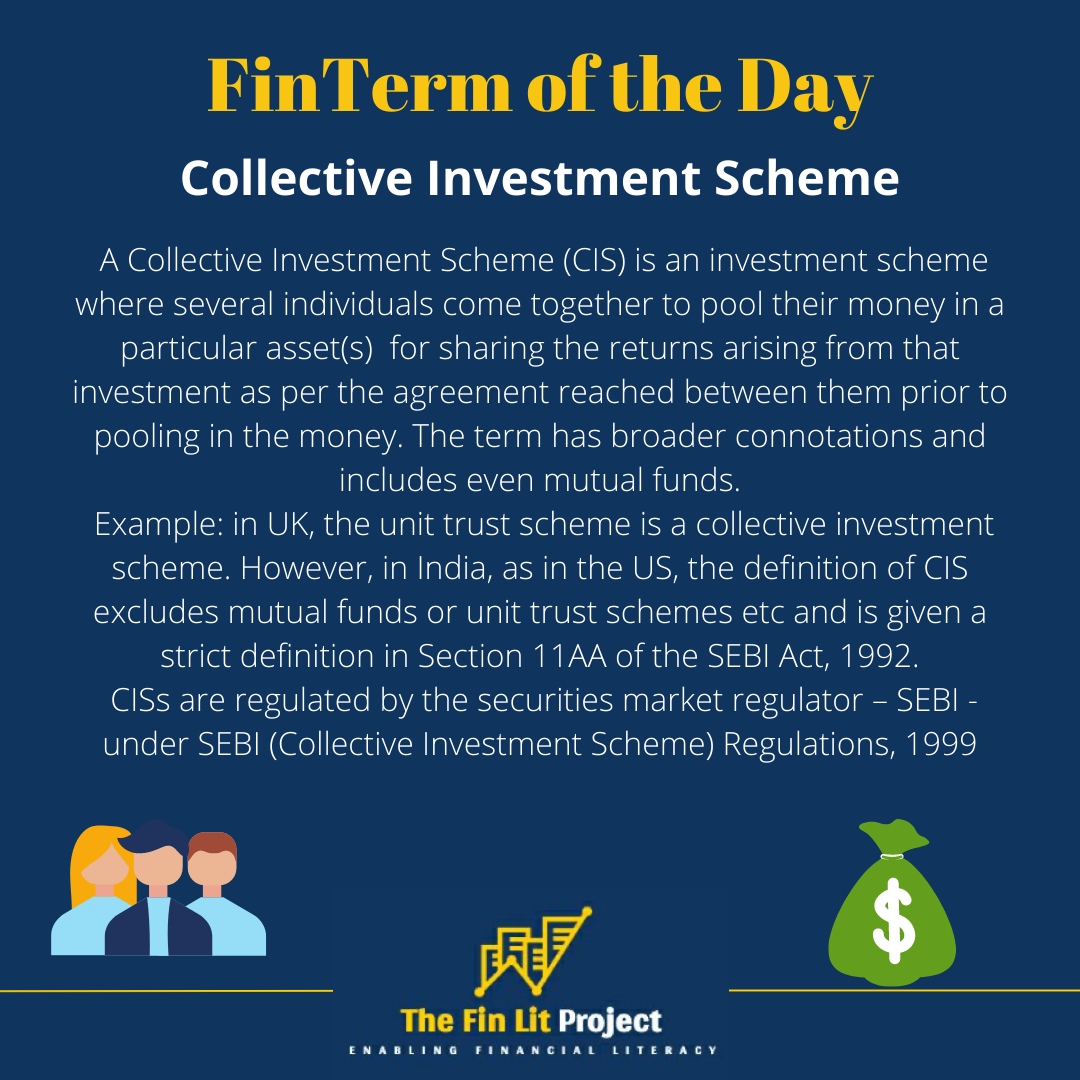 FinTerm of the Day
Collective Investment Scheme
A Collective Investment Scheme (CIS) is an investment scheme
where several individuals come together to pool their money in a
particular asset(s)  for sharing the returns arising from that
investment as per the agreement reached between them prior to
pooling in the money. The term has broader connotations and
includes even mutual funds.
Example: in UK, the unit trust scheme is a collective investment
scheme. However, in India, as in the US, the definition of CIS
excludes mutual funds or unit trust schemes etc and is given a
strict definition in Section 11AA of the SEBI Act, 1992.
CISs are regulated by the securities market regulator – SEBI -
under SEBI (Collective Investment Scheme) Regulations, 1999
$
The Fin Lit Project
ENABLING FINANCIAL LITERACY